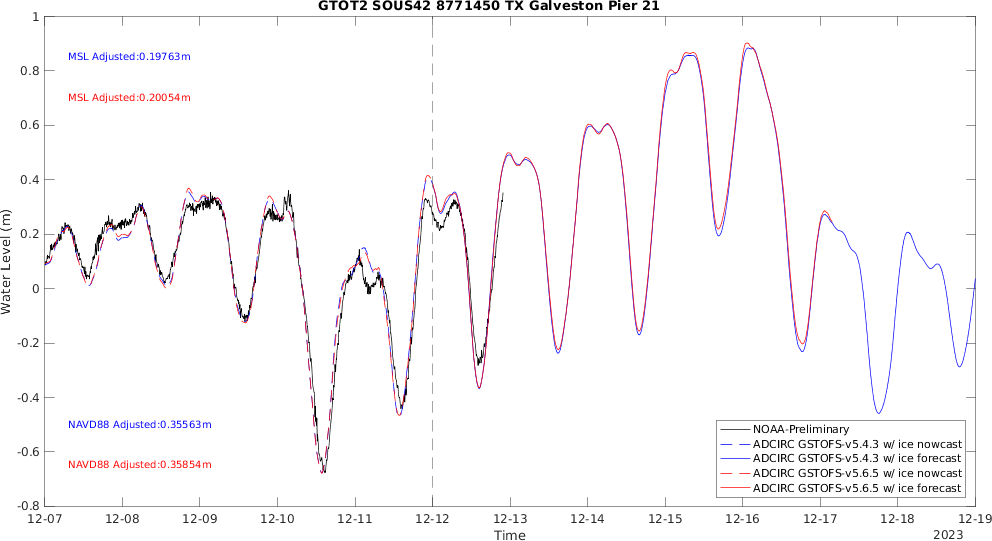 GTOT2 SOUS42 8771450 TX Galveston Pier 21
1
0.8
0.6
0.4
0.2
0
-0.2
-0.4
-0.6
-0.8
Water Level (m)
MSL Adjusted:0.19763m
MSL Adjusted:0.20054m
NAVD88 Adjusted:0.35563m
NAVD88 Adjusted:0.35854m
NOAA-Preliminary
ADCIRC GSTOFS-v5.4.3 w/ ice nowcast
ADCIRC GSTOFS-v5.4.3 w/ ice forecast
ADCIRC GSTOFS-v5.6.5 w/ ice nowcast
ADCIRC GSTOFS-v5.6.5 w/ ice forecast
12-07 12-08 12-09 12-10 12-11 12-12 12-13 12-14 12-15 12-16 12-17 12-18 12-19
Time
2023